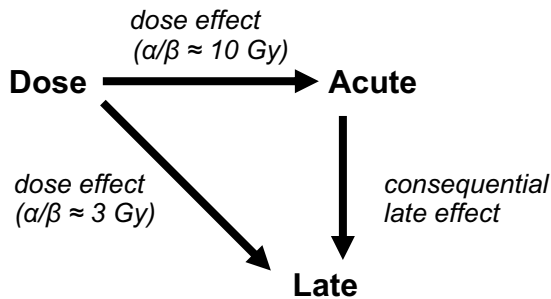 dose effect
(α/β ≈ 10 Gy)
Dose
Acute
dose effect
(α/β ≈ 3 Gy)
consequential
late effect
Late